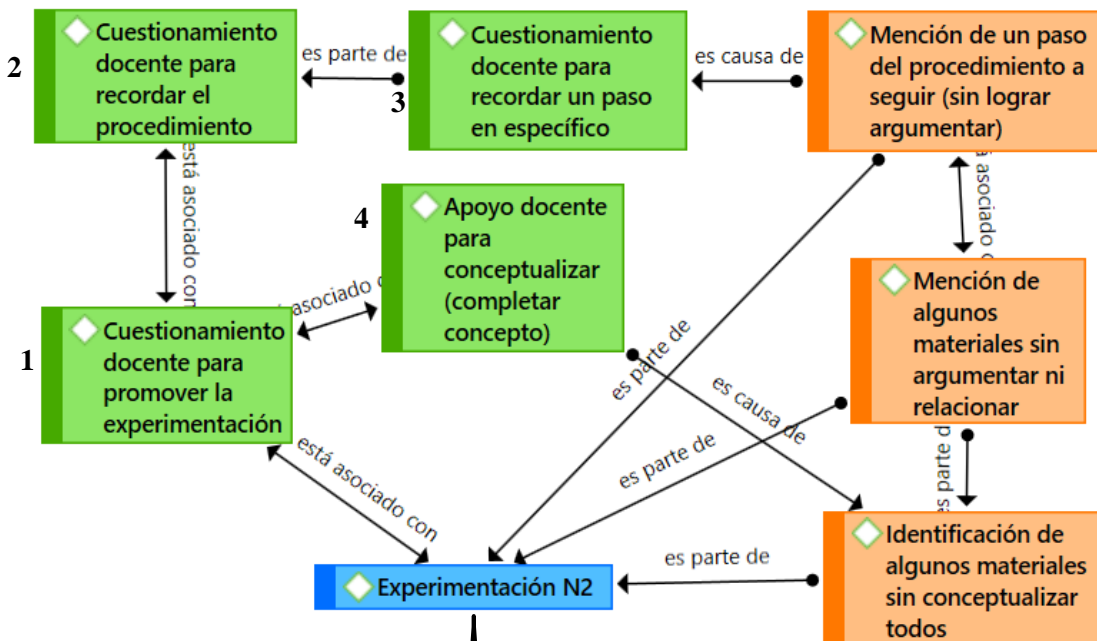 2
Cuestionamiento
docente para
recordar el
procedimiento
es parte de
3
Cuestionamiento
docente para
recordar un paso
en específico
es causa de
Mención de un paso
del procedimiento a
seguir (sin lograr
argumentar)
está asociado con
4
Apoyo docente
para
conceptualizar
(completar
concepto)
asociado
asociado
1
Cuestionamiento
docente para
promover la
experimentación
es parte de
es causa de
Mención de
algunos
materiales sin
argumentar ni
relacionar
está asociado con
es parte de
es parte
Experimentación N2
es parte de
Identificación de
algunos materiales
sin conceptualizar
todos